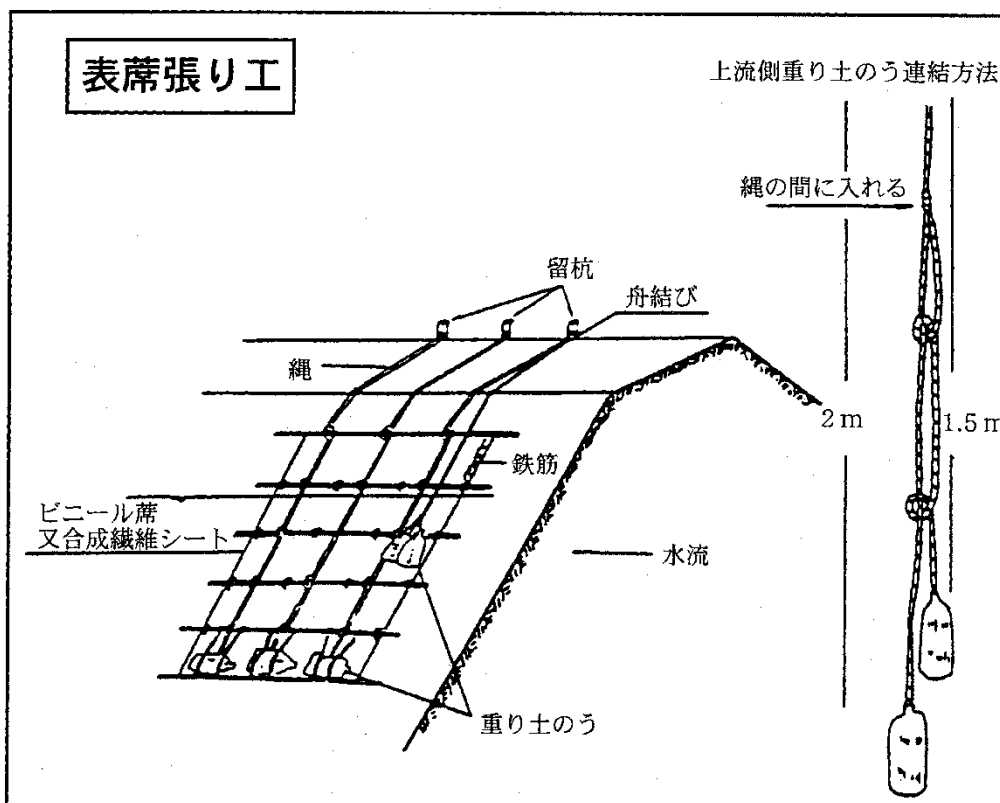 表蓆張り工
上流側重り土のう連結方法
縄の間に入れる
留杭
舟結び
縄
2m
1.5m
鉄筋
ビニール蓆
又合成繊維シート
水流
重り土のう